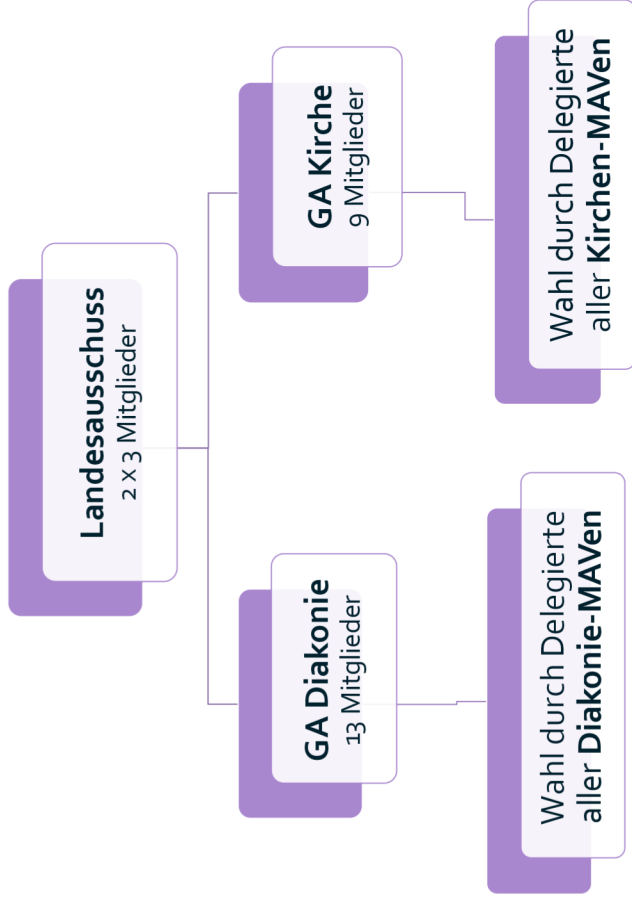 Landesausschuss
2 x 3 Mitglieder
GA Diakonie
13 Mitglieder
GA Kirche
9 Mitglieder
Wahl durch Delegierte
aller Diakonie-MAVen
Wahl durch Delegierte
aller Kirchen-MAVen